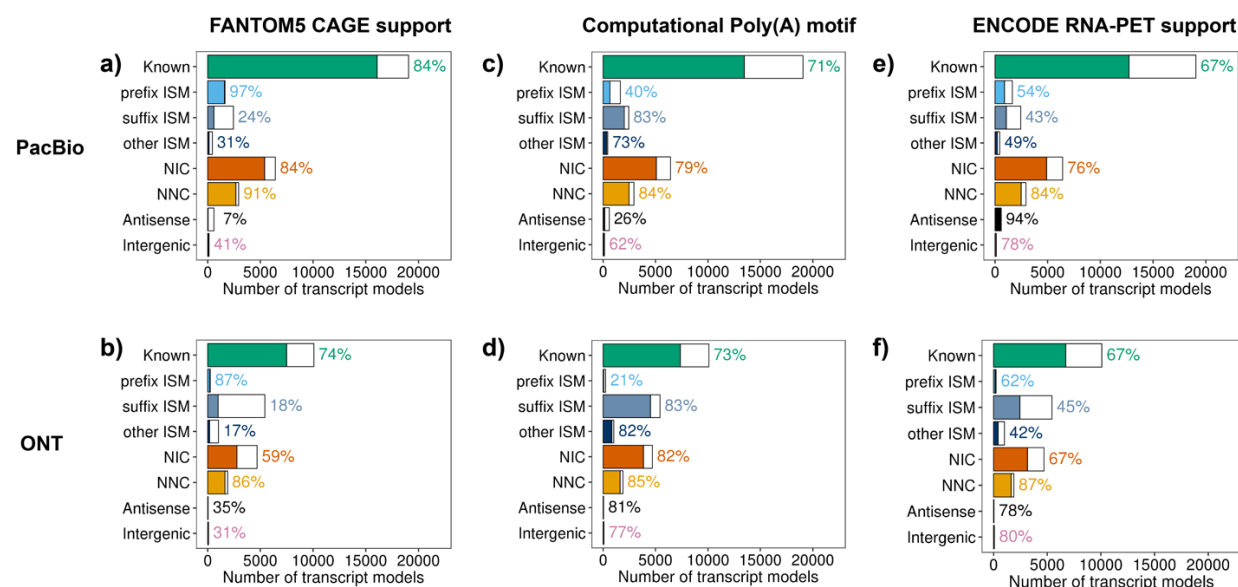 FANTOM5 CAGE support
Computational Poly(A) motif
ENCODE RNA-PET support
PacBio
a)
Known 84%
prefix ISM 97%
suffix ISM 24%
other ISM 31%
NIC 84%
NNC 91%
Antisense 7%
Intergenic 41%
0 5000 10000 15000 20000
Number of transcript models
c)
Known 71%
prefix ISM 40%
suffix ISM 83%
other ISM 73%
NIC 79%
NNC 84%
Antisense 26%
Intergenic 62%
0 5000 10000 15000 20000
Number of transcript models
e)
Known 67%
prefix ISM 54%
suffix ISM 43%
other ISM 49%
NIC 76%
NNC 84%
Antisense 94%
Intergenic 78%
0 5000 10000 15000 20000
Number of transcript models
ONT
b)
Known 74%
prefix ISM 87%
suffix ISM 18%
other ISM 17%
NIC 59%
NNC 86%
Antisense 35%
Intergenic 31%
0 5000 10000 15000 20000
Number of transcript models
d)
Known 73%
prefix ISM 21%
suffix ISM 83%
other ISM 82%
NIC 82%
NNC 85%
Antisense 81%
Intergenic 77%
0 5000 10000 15000 20000
Number of transcript models
f)
Known 67%
prefix ISM 62%
suffix ISM 45%
other ISM 42%
NIC 67%
NNC 87%
Antisense 78%
Intergenic 80%
0 5000 10000 15000 20000
Number of transcript models